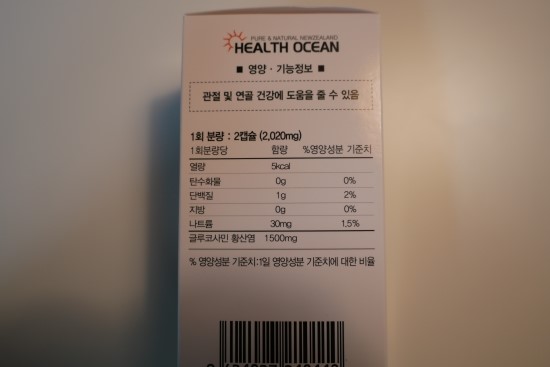 PURE & NATURAL NEWZEALAND
HEALTH OCEAN
■ 영양 · 기능정보 ■
관절 및 연골 건강에 도움을 줄 수 있음
1회 분량 : 2캡슐 (2,020mg)
1회분량당 함량 %영양성분 기준치
열량 5kcal
탄수화물 0g 0%
단백질 1g 2%
지방 0g 0%
나트륨 30mg 1.5%
글루코사민 황산염 1500mg
% 영양성분 기준치:1일 영양성분 기준치에 대한 비율